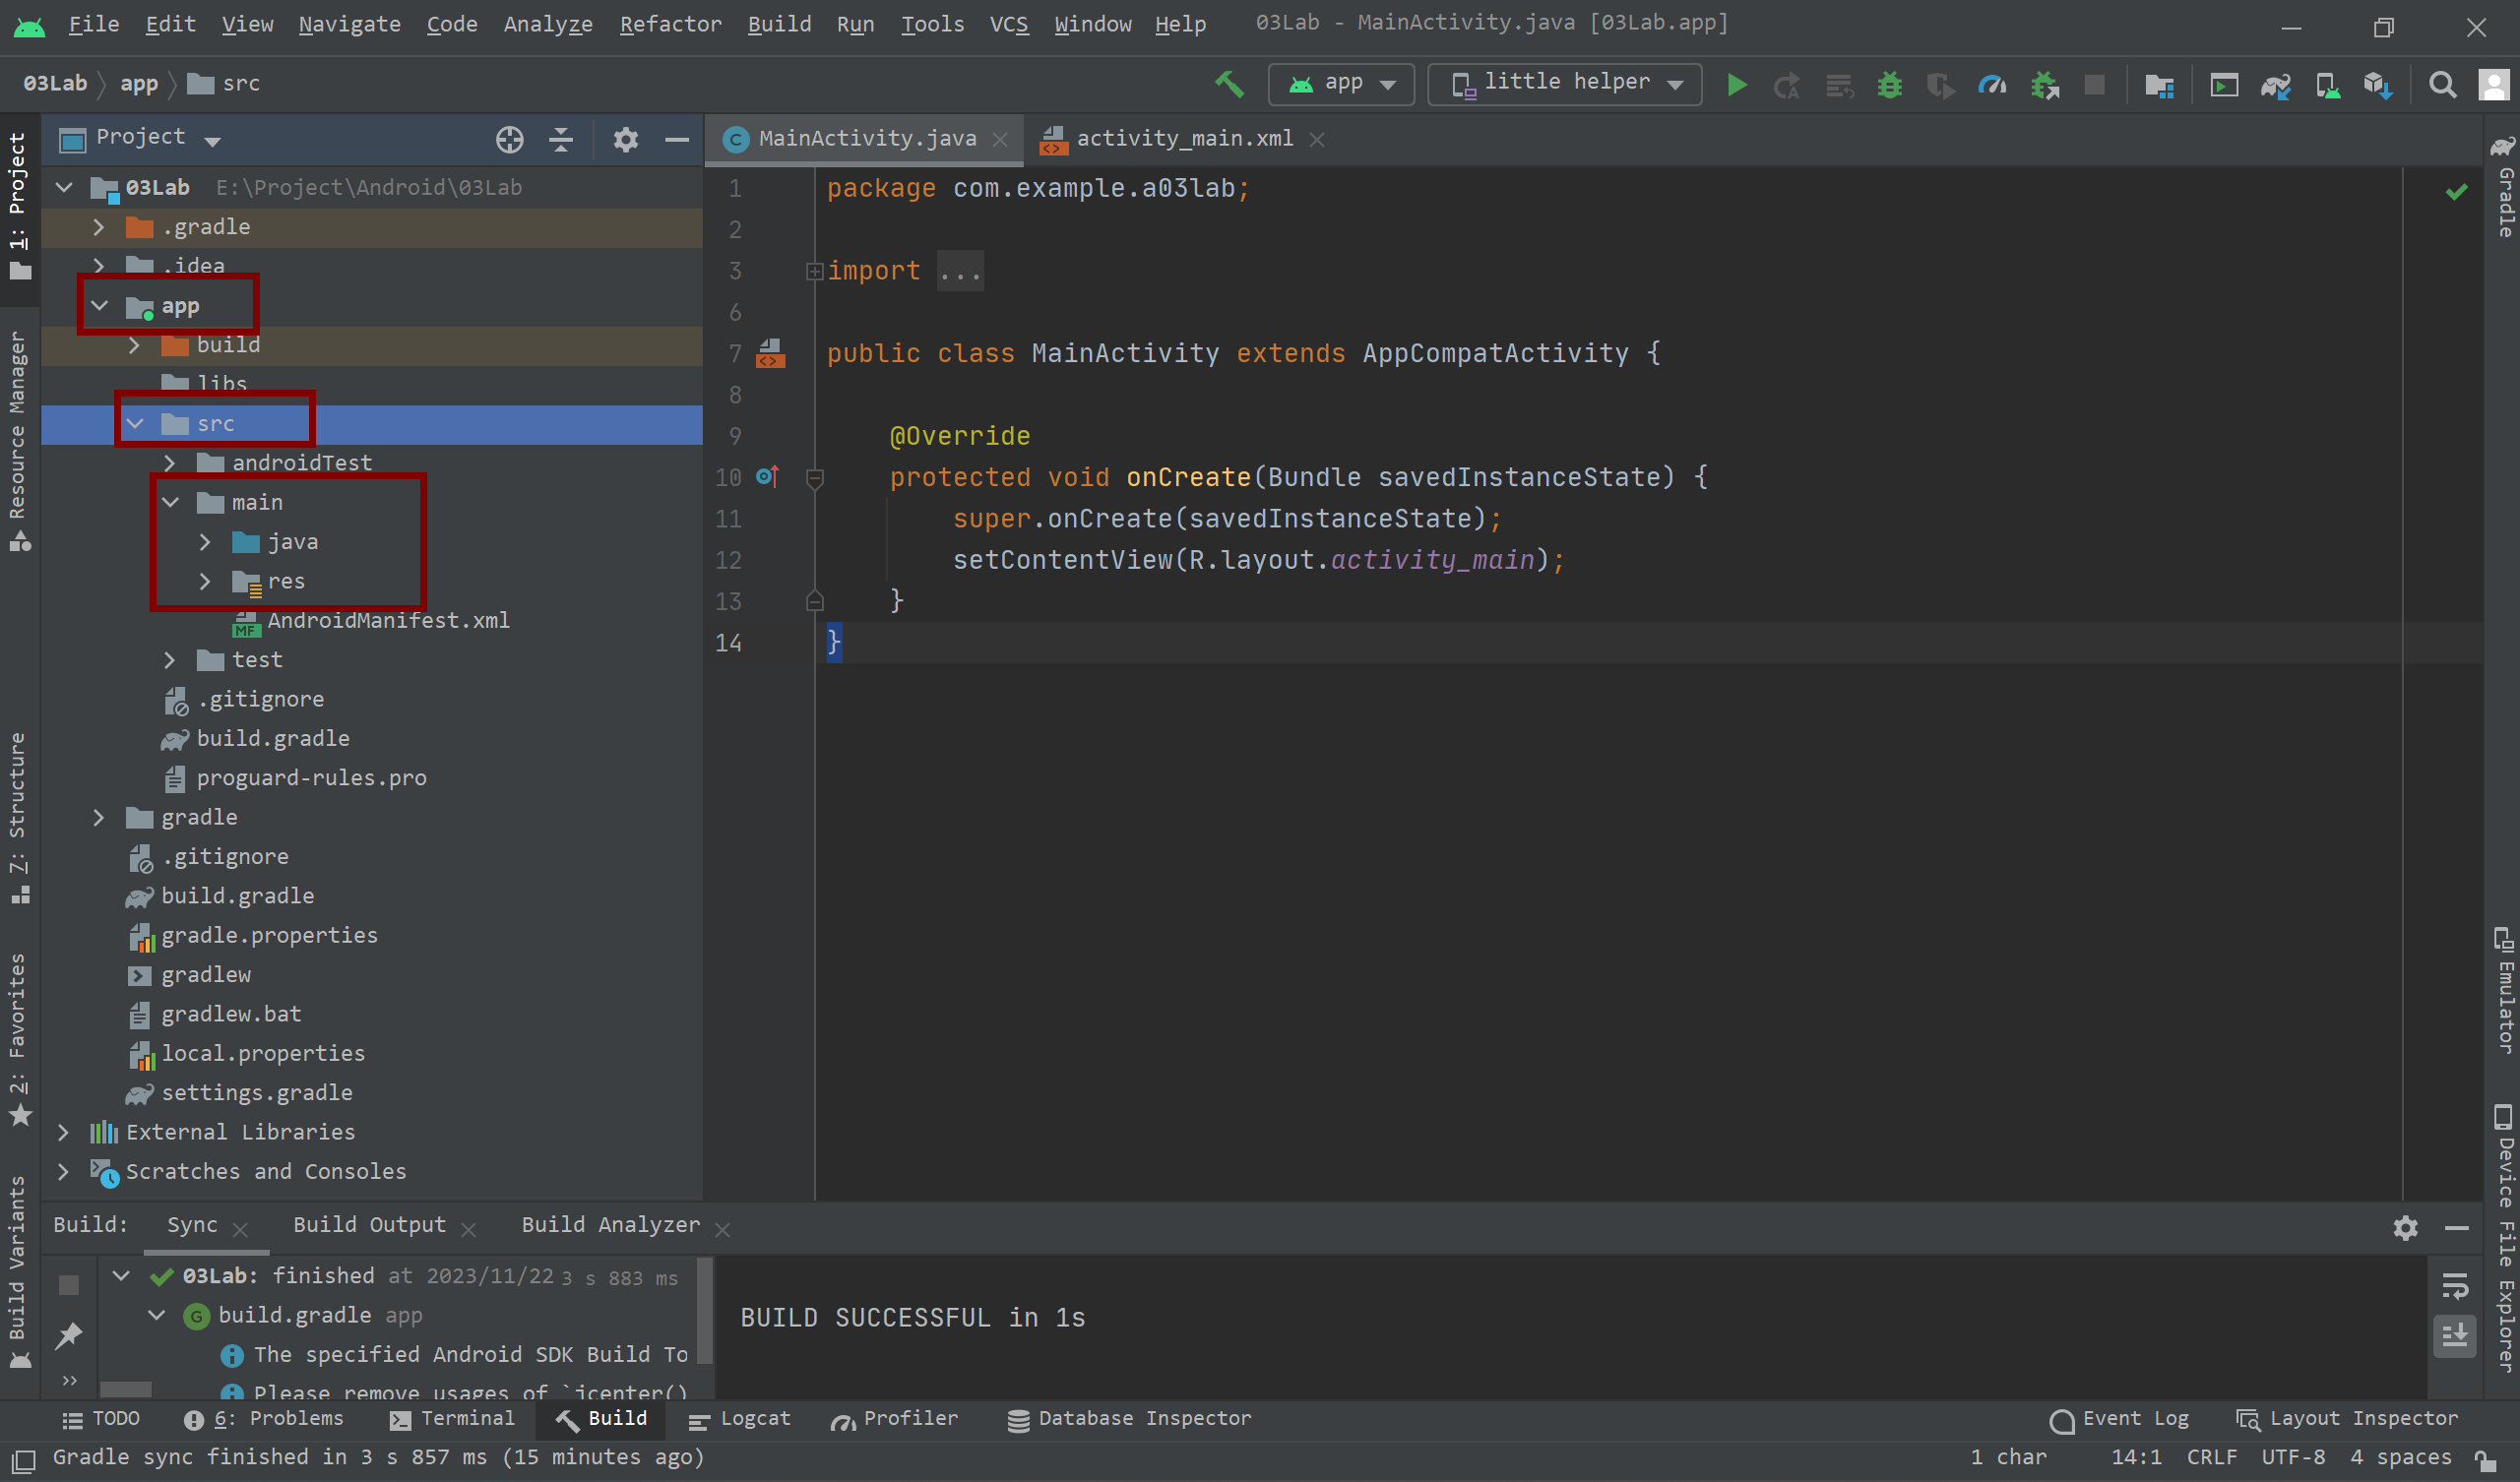 File Edit View Navigate Code Analyze Refactor Build Run Tools VCS Window Help 03Lab - MainActivity.java [03Lab.app]
03Lab app src app little helper
1: Project
Resource Manager
7: Structure
2: Favorites
Build Variants
Project
03Lab E:\Project\Android\03Lab
.gradle
.idea
app
build
libs
src
androidTest
main
java
res
AndroidManifest.xml
test
.gitignore
build.gradle
proguard-rules.pro
gradle
.gitignore
build.gradle
gradle.properties
gradlew
gradlew.bat
local.properties
settings.gradle
External Libraries
Scratches and Consoles
MainActivity.java activity_main.xml
1 package com.example.a03lab;
2
3 import ...
6
7 public class MainActivity extends AppCompatActivity {
8
9 @Override
10 protected void onCreate(Bundle savedInstanceState) {
11 super.onCreate(savedInstanceState);
12 setContentView(R.layout.activity_main);
13 }
14 }
Gradle
Emulator
Device File Explorer
Build: Sync Build Output Build Analyzer
03Lab: finished at 2023/11/22 3 s 883 ms
build.gradle app
The specified Android SDK Build To
Please remove usages of `jcenter()
BUILD SUCCESSFUL in 1s
TODO 6: Problems Terminal Build Logcat Profiler Database Inspector Event Log Layout Inspector
Gradle sync finished in 3 s 857 ms (15 minutes ago) 1 char 14:1 CRLF UTF-8 4 spaces